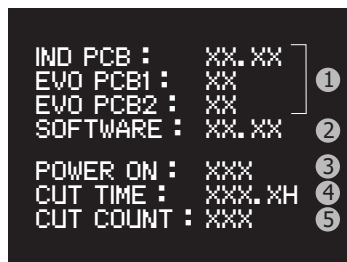 IND PCB : XX.XX
EVO PCB1 : XX 1
EVO PCB2 : XX
SOFTWARE : XX.XX 2
POWER ON : XXX 3
CUT TIME : XXX.XH 4
CUT COUNT : XXX 5